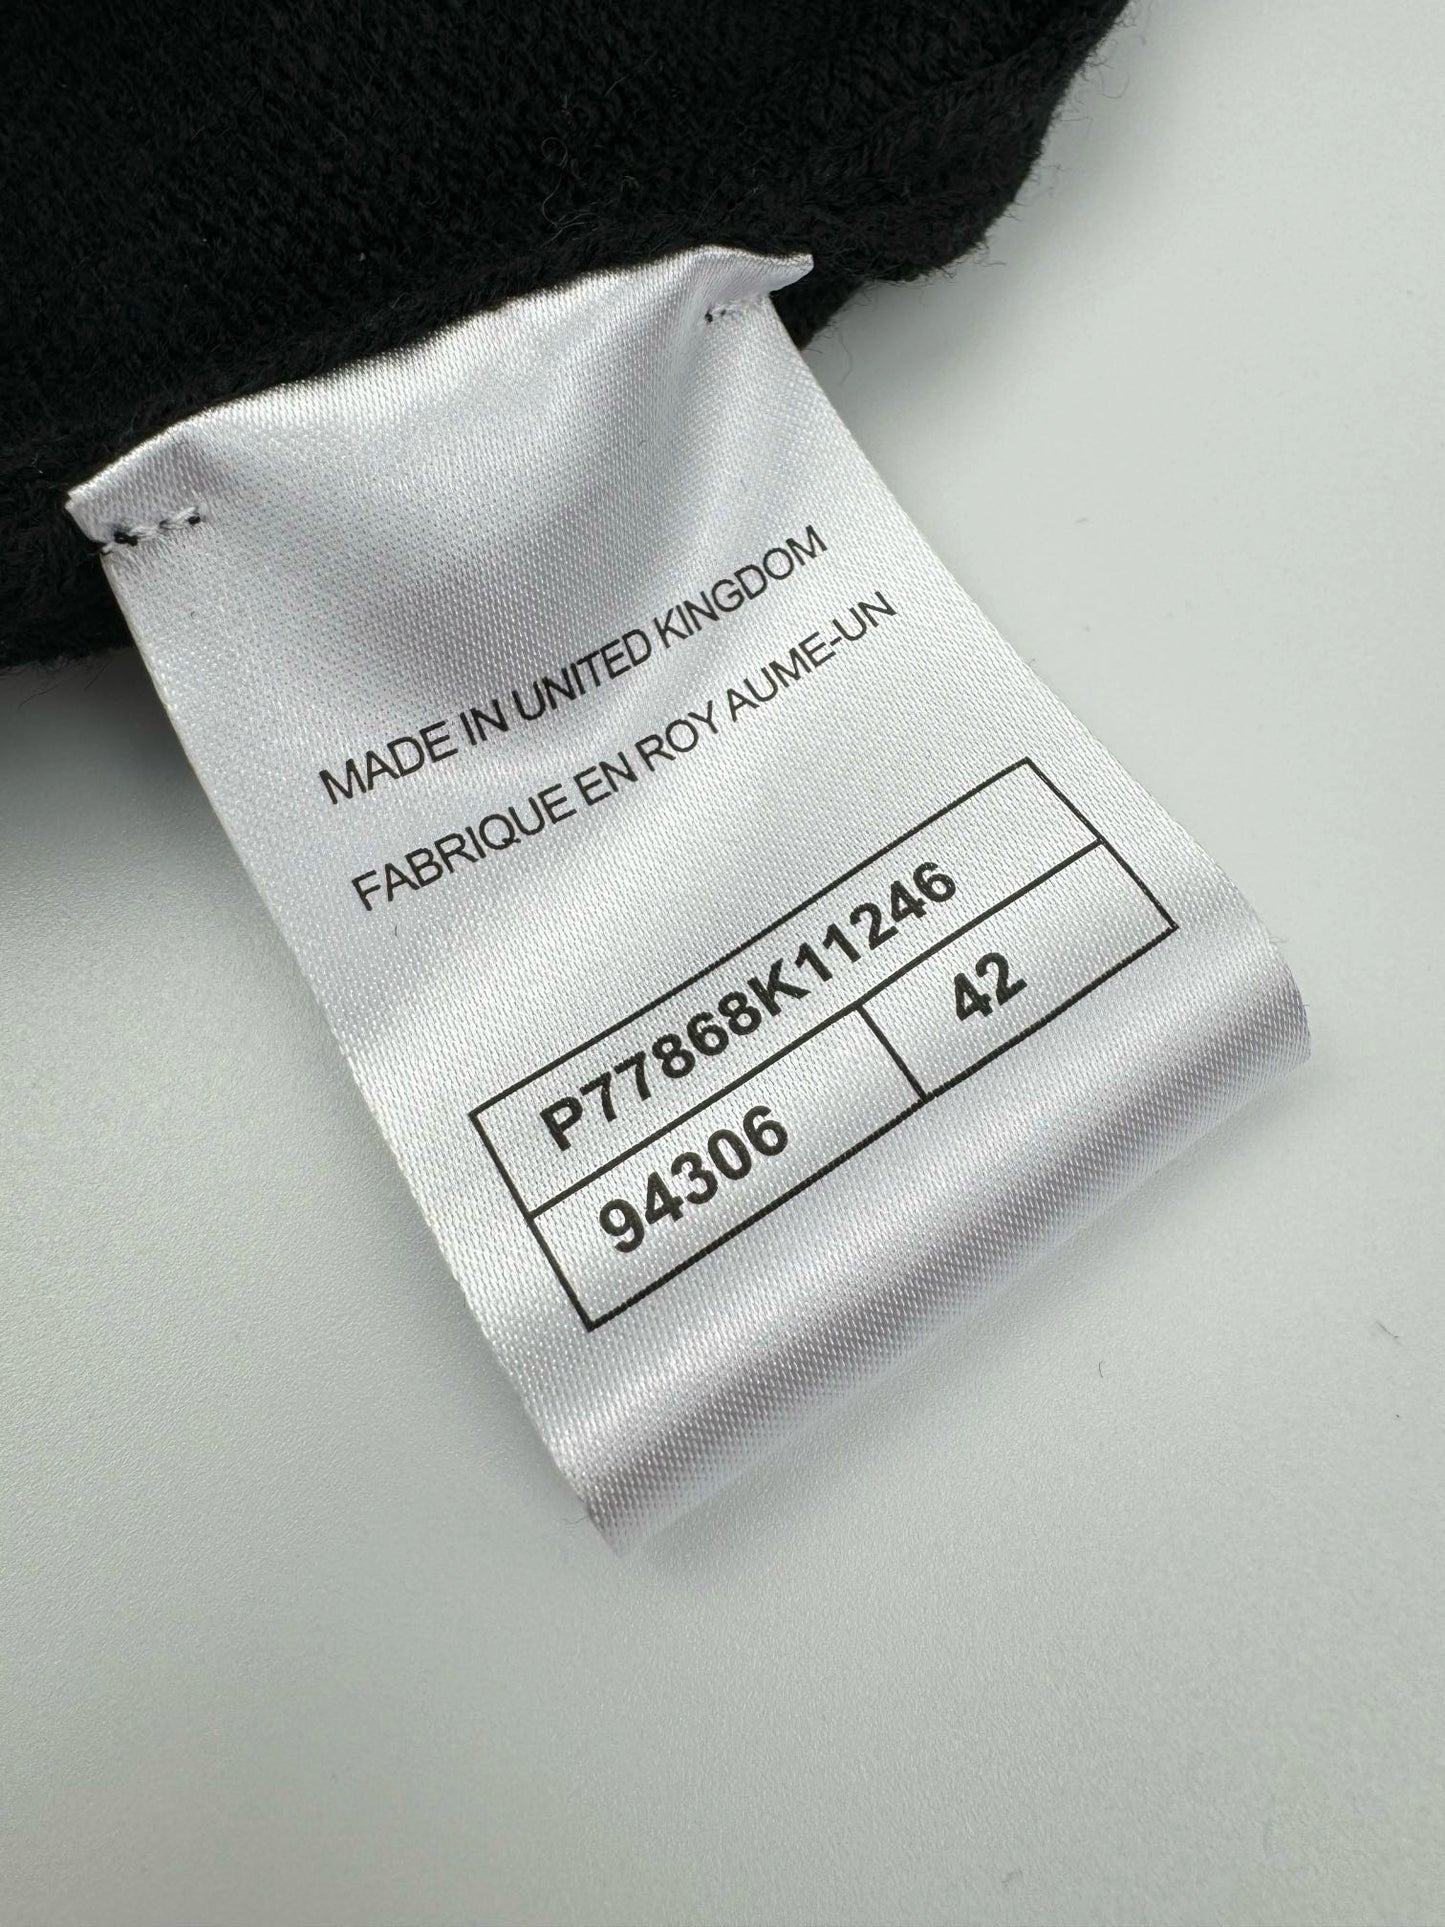 MADE IN UNITED KINGDOM
FABRIQUE EN ROY AUME-UN
P77868K11246
94306 42